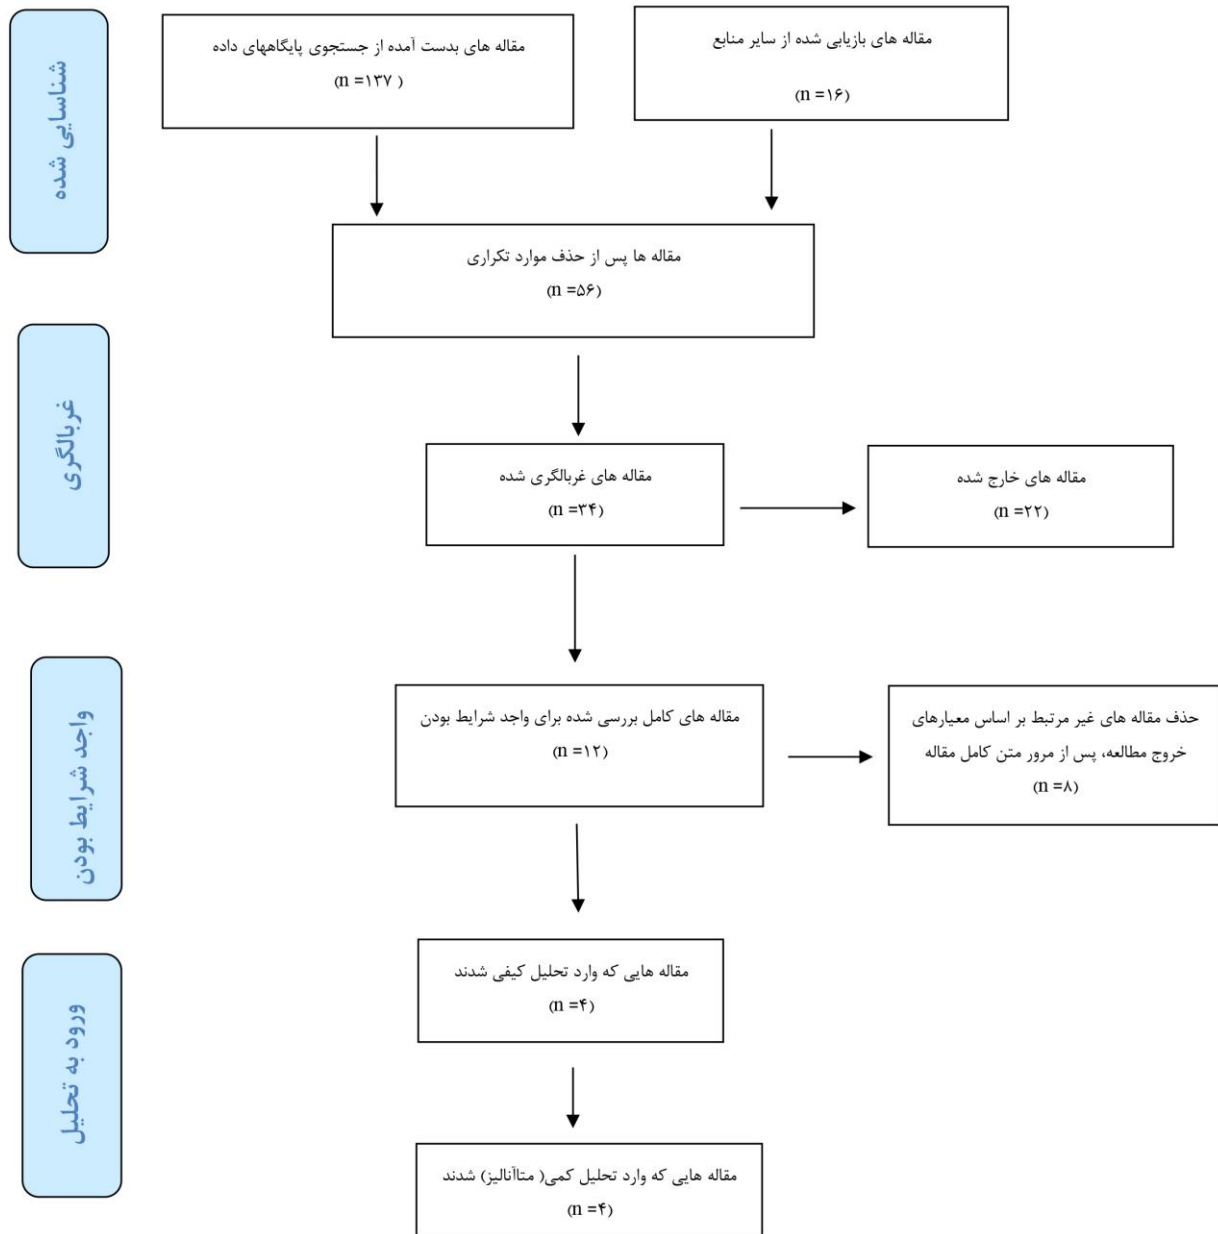 شناسایی شده
مقاله های بازیابی شده از سایر منابع
(n =۱۶)
مقاله های بدست آمده از جستجوی پایگاههای داده
(n =۱۳۷ )
مقاله ها پس از حذف موارد تکراری
(n =۵۶)
غربالگری
مقاله های غربالگری شده
(n =۳۴)
مقاله های خارج شده
(n =۲۲)
واجد شرایط بودن
مقاله های کامل بررسی شده برای واجد شرایط بودن
(n =۱۲)
حذف مقاله های غیر مرتبط بر اساس معیارهای
خروج مطالعه، پس از مرور متن کامل مقاله
(n =۸)
ورود به تحلیل
مقاله هایی که وارد تحلیل کیفی شدند
(n =۴)
مقاله هایی که وارد تحلیل کمی( متاآنالیز) شدند
(n =۴)